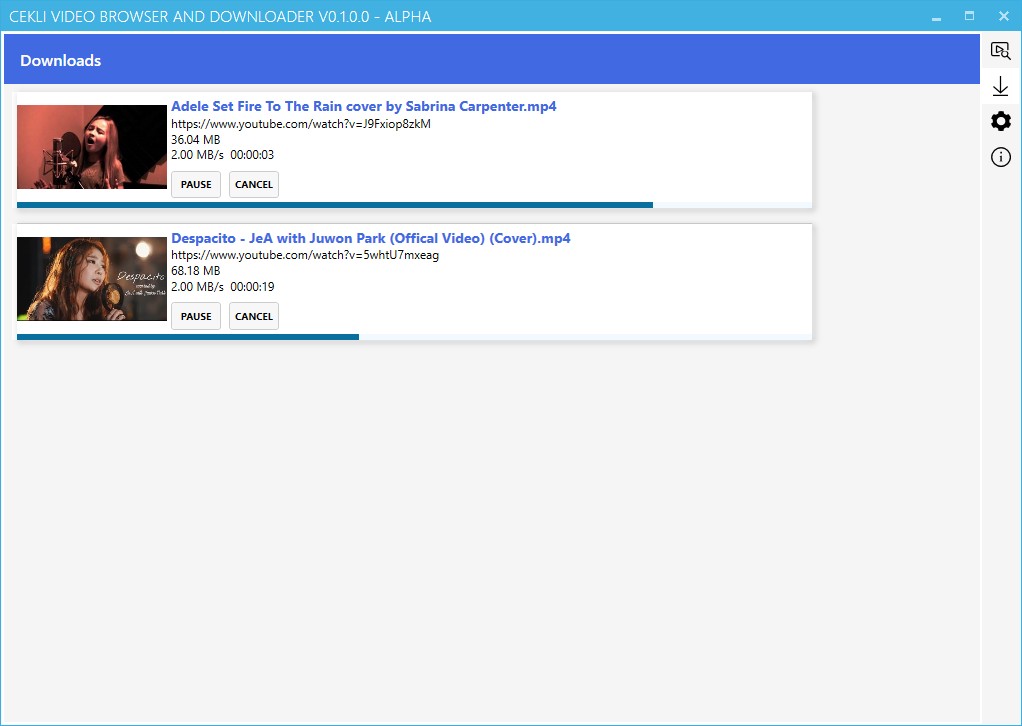 CEKLI VIDEO BROWSER AND DOWNLOADER V0.1.0.0 - ALPHA
Downloads
Adele Set Fire To The Rain cover by Sabrina Carpenter.mp4
https://www.youtube.com/watch?v=J9Fxiop8zkM
36.04 MB
2.00 MB/s 00:00:03
PAUSE CANCEL
Despacito - JeA with Juwon Park (Offical Video) (Cover).mp4
https://www.youtube.com/watch?v=5whtU7mxeag
68.18 MB
2.00 MB/s 00:00:19
Despacito
PAUSE CANCEL